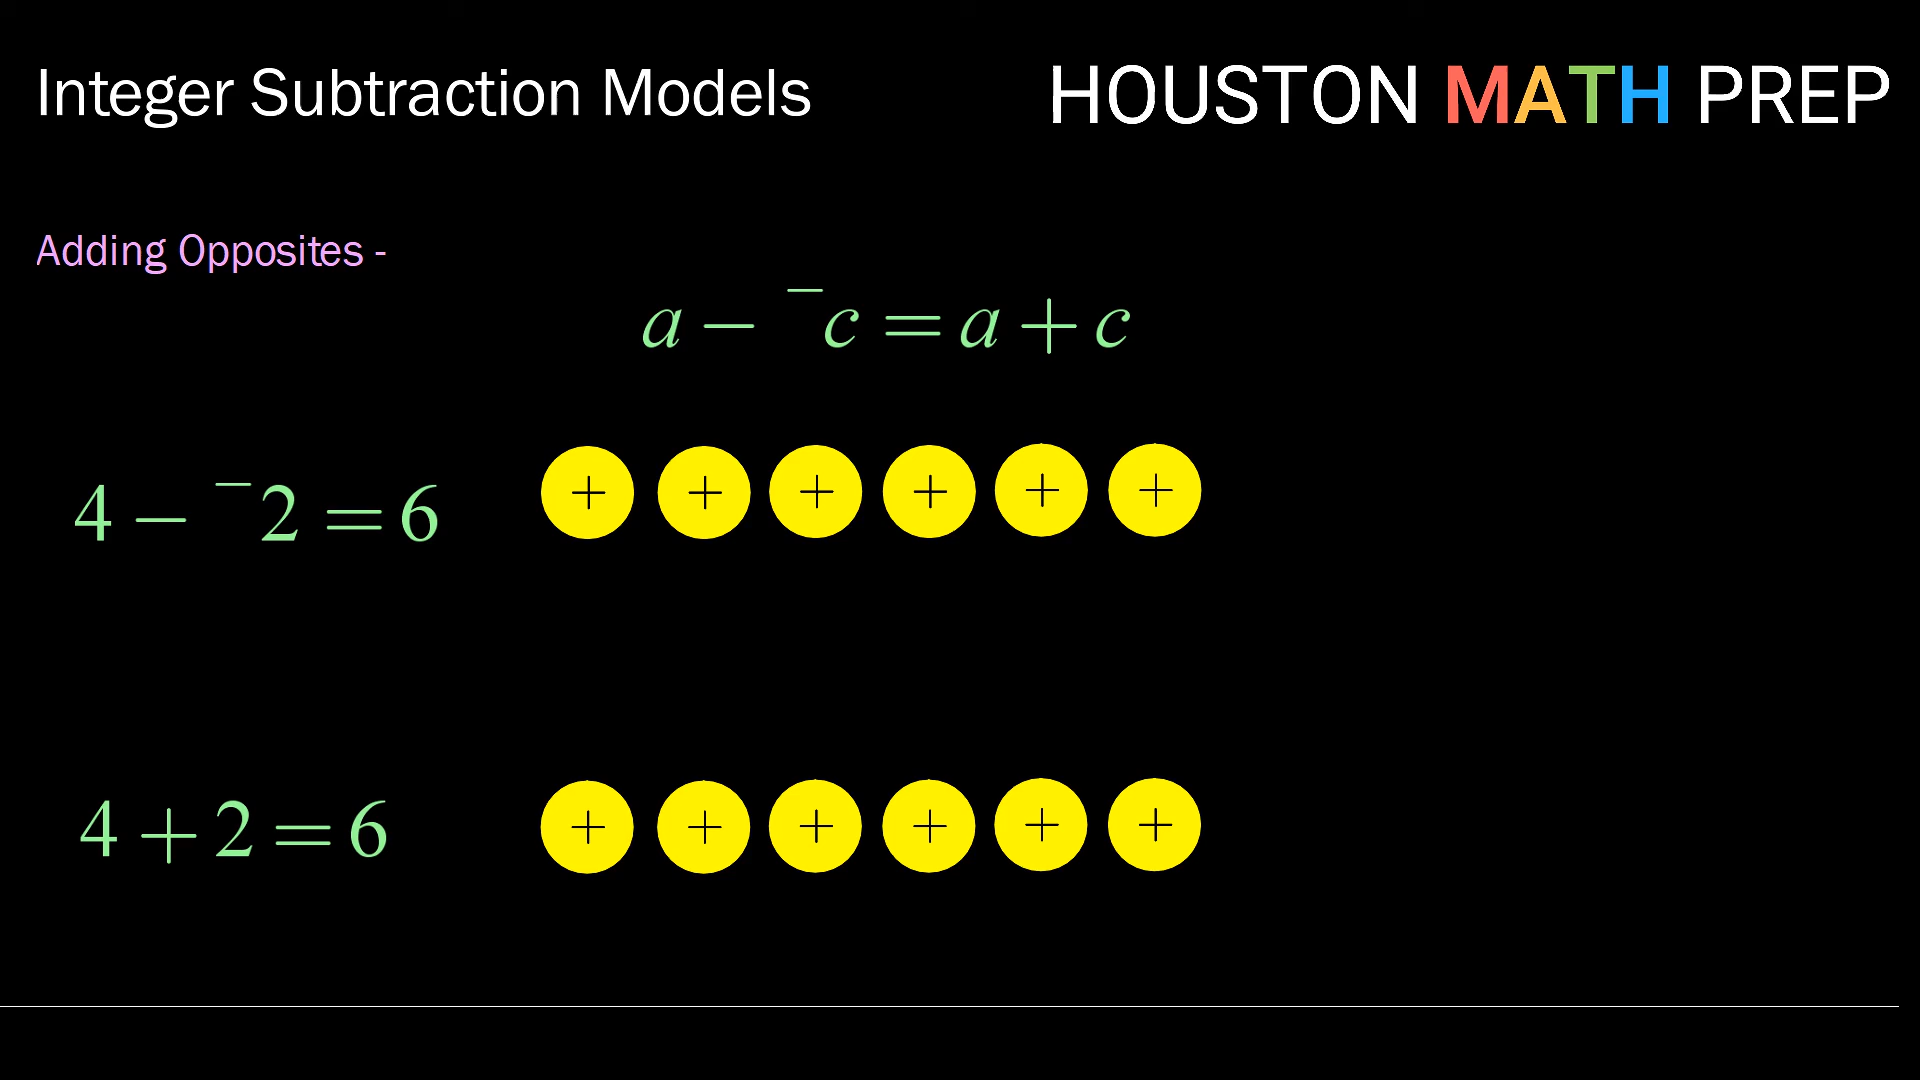 Integer Subtraction Models
HOUSTON MATH PREP
Adding Opposites -
a − ⁻c = a + c
4 − ⁻2 = 6
+ + + + + +
4 + 2 = 6
+ + + + + +